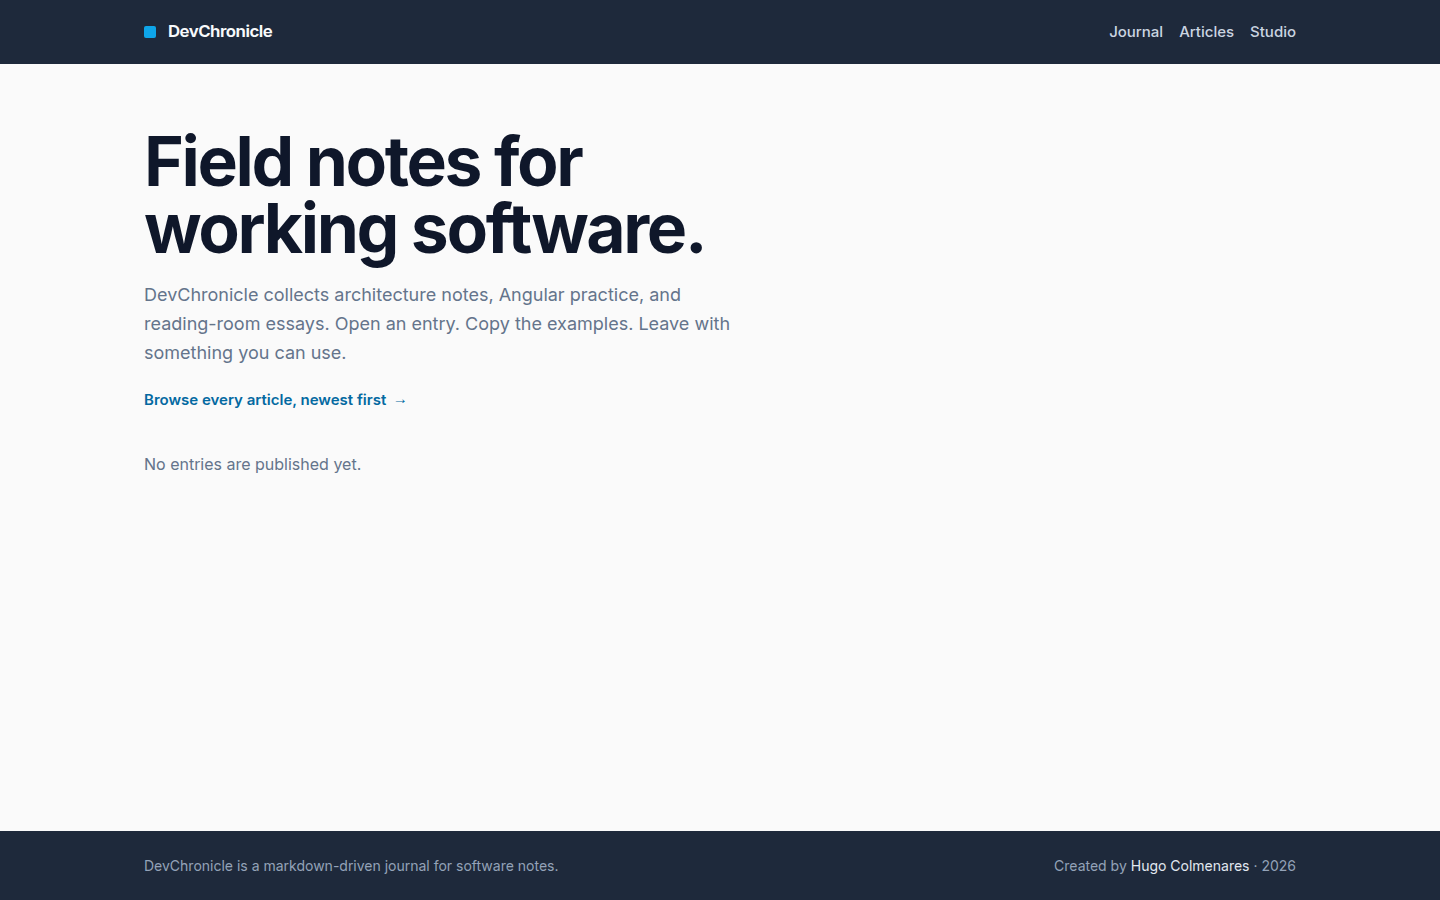 DevChronicle
Journal Articles Studio
Field notes for
working software.
DevChronicle collects architecture notes, Angular practice, and
reading-room essays. Open an entry. Copy the examples. Leave with
something you can use.
Browse every article, newest first →
No entries are published yet.
DevChronicle is a markdown-driven journal for software notes.
Created by Hugo Colmenares · 2026